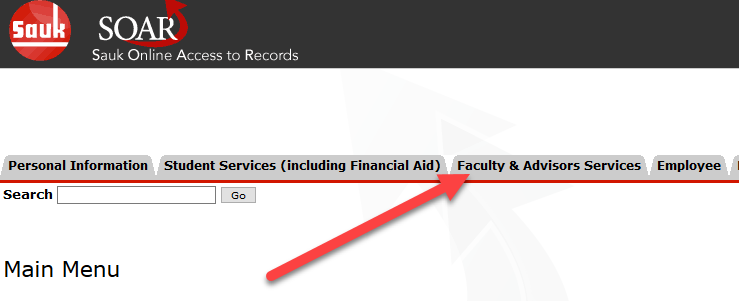 Sauk
SOAR
Sauk Online Access to Records
Personal Information Student Services (including Financial Aid) Faculty & Advisors Services Employee
Search Go
Main Menu